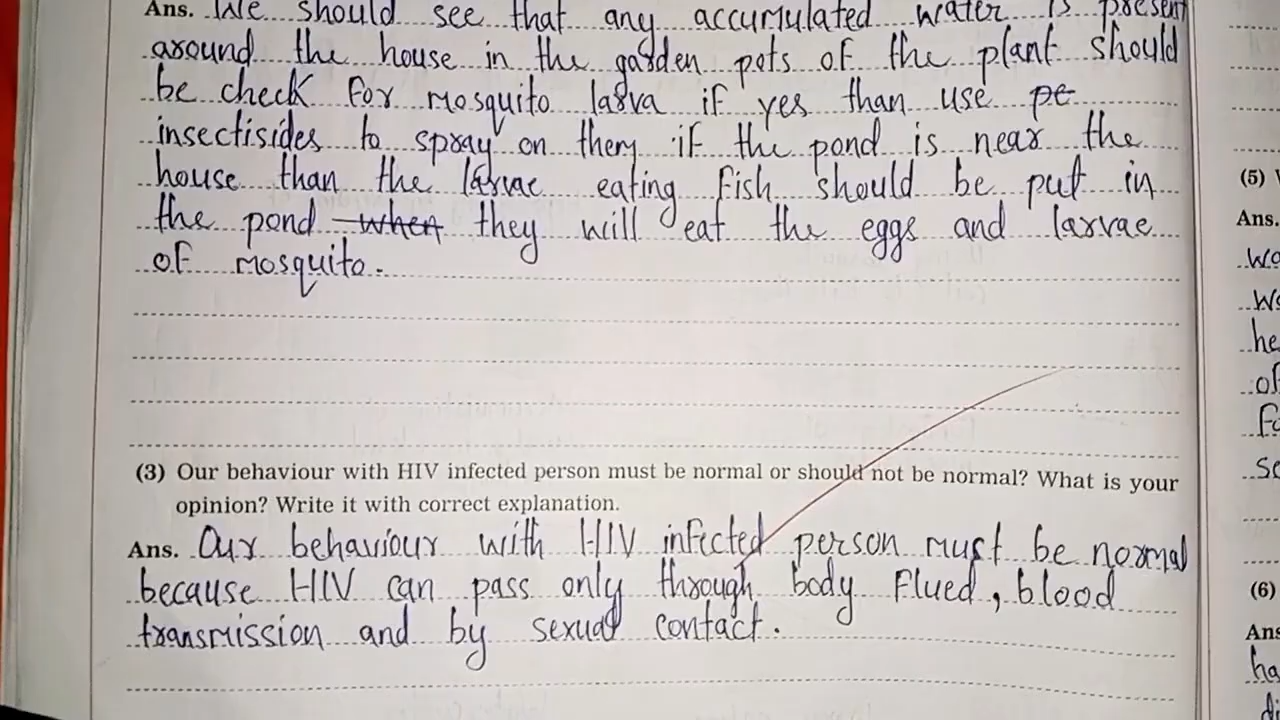 Ans. We should see that any accumulated water is present
around the house in the garden pots of the plant should
be check for mosquito larva if yes than use pe
insectisides to spray on them if the pond is near the
house than the larvae eating fish should be put in
the pond when they will eat the eggs and larvae
of mosquito.
(3) Our behaviour with HIV infected person must be normal or should not be normal? What is your
opinion? Write it with correct explanation.
Ans. Our behaviour with HIV infected person must be normal
because HIV can pass only through body flued, blood
transmission and by sexual contact.
(5)
Ans.
he
of
(6)
Ans
ha